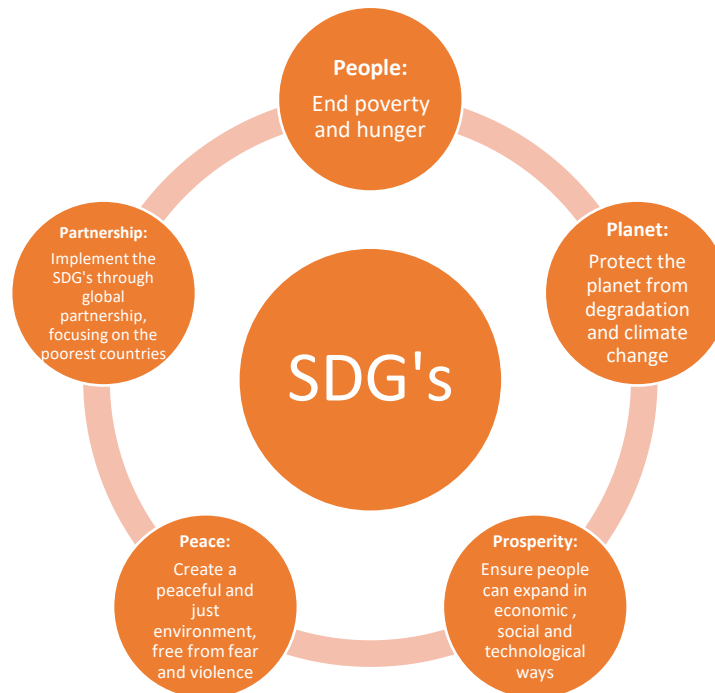 People:
End poverty
and hunger
Planet:
Protect the
planet from
degradation
and climate
change
Prosperity:
Ensure people
can expand in
economic ,
social and
technological
ways
Peace:
Create a
peaceful and
just
environment,
free from fear
and violence
Partnership:
Implement the
SDG's through
global
partnership,
focusing on the
poorest countries
SDG's